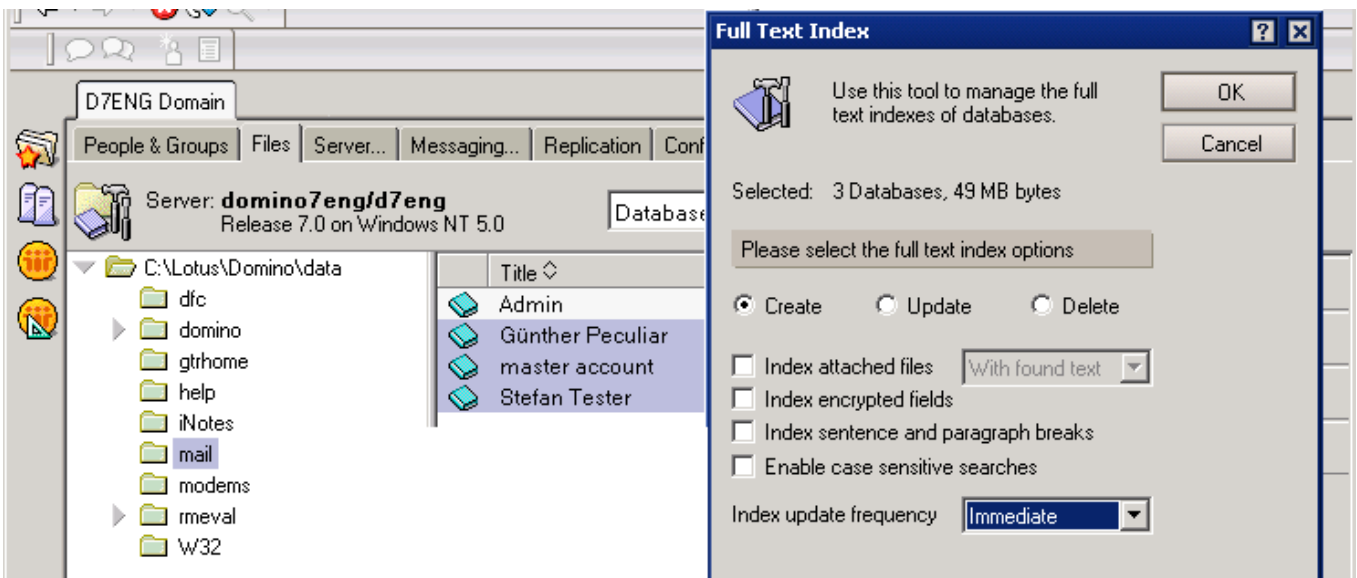 D7ENG Domain
People & Groups Files Server... Messaging... Replication
Server: domino7eng/d7eng
Release 7.0 on Windows NT 5.0
C:\Lotus\Domino\data
dfc
domino
gtrhome
help
iNotes
mail
modems
rmeval
W32
Title
Admin
Günther Peculiar
master account
Stefan Tester
Full Text Index
Use this tool to manage the full
text indexes of databases.
OK
Cancel
Selected: 3 Databases, 49 MB bytes
Please select the full text index options
Create Update Delete
Index attached files With found text
Index encrypted fields
Index sentence and paragraph breaks
Enable case sensitive searches
Index update frequency Immediate